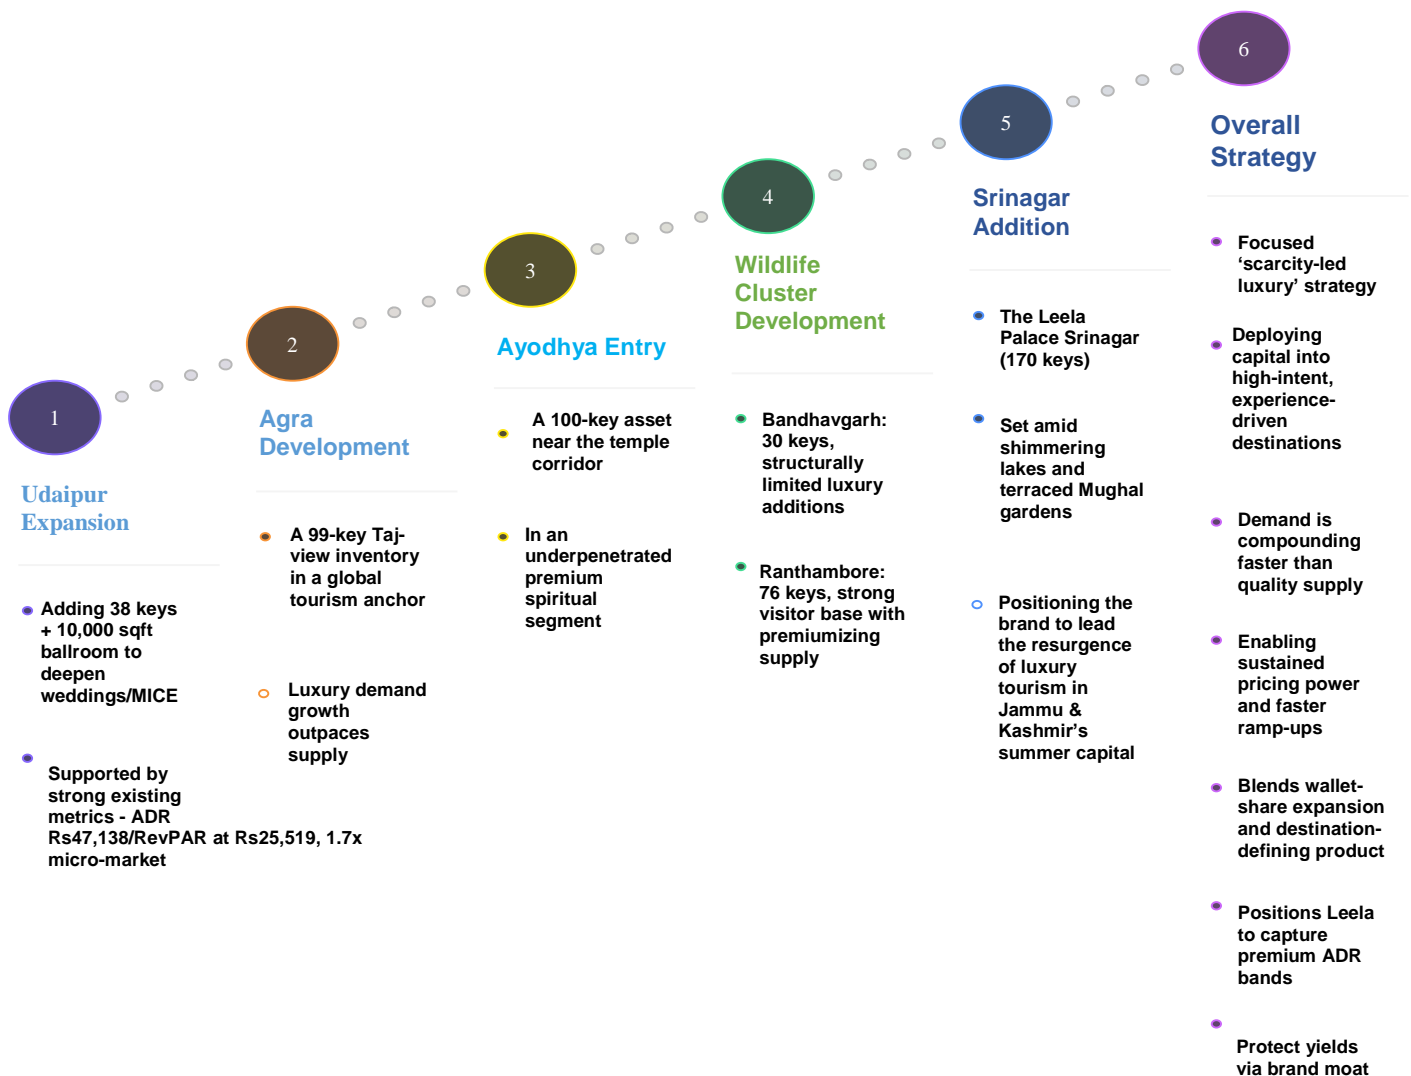 1
Udaipur
Expansion
Adding 38 keys
+ 10,000 sqft
ballroom to
deepen
weddings/MICE
Supported by
strong existing
metrics - ADR
Rs47,138/RevPAR at Rs25,519, 1.7x
micro-market
2
Agra
Development
A 99-key Taj-
view inventory
in a global
tourism anchor
Luxury demand
growth
outpaces
supply
3
Ayodhya Entry
A 100-key asset
near the temple
corridor
In an
underpenetrated
premium
spiritual
segment
4
Wildlife
Cluster
Development
Bandhavgarh:
30 keys,
structurally
limited luxury
additions
Ranthambore:
76 keys, strong
visitor base with
premiumizing
supply
5
Srinagar
Addition
The Leela
Palace Srinagar
(170 keys)
Set amid
shimmering
lakes and
terraced Mughal
gardens
Positioning the
brand to lead
the resurgence
of luxury
tourism in
Jammu &
Kashmir’s
summer capital
6
Overall
Strategy
Focused
‘scarcity-led
luxury’ strategy
Deploying
capital into
high-intent,
experience-
driven
destinations
Demand is
compounding
faster than
quality supply
Enabling
sustained
pricing power
and faster
ramp-ups
Blends wallet-
share expansion
and destination-
defining product
Positions Leela
to capture
premium ADR
bands
Protect yields
via brand moat